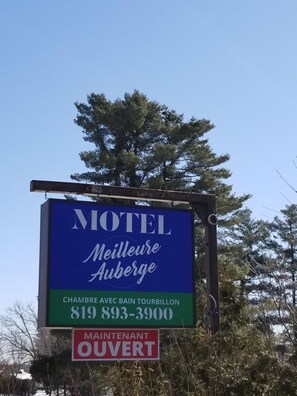 MOTEL
Meilleure
Auberge
CHAMBRE AVEC BAIN TOURBILLON
819 893-3900
MAINTENANT
OUVERT